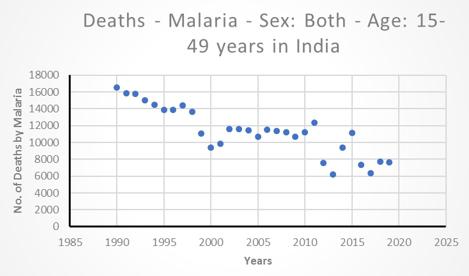 Deaths - Malaria - Sex: Both - Age: 15-
49 years in India
18000
16000
14000
12000
10000
8000
6000
4000
2000
0
No. of Deaths by Malaria
1985 1990 1995 2000 2005 2010 2015 2020 2025
Years